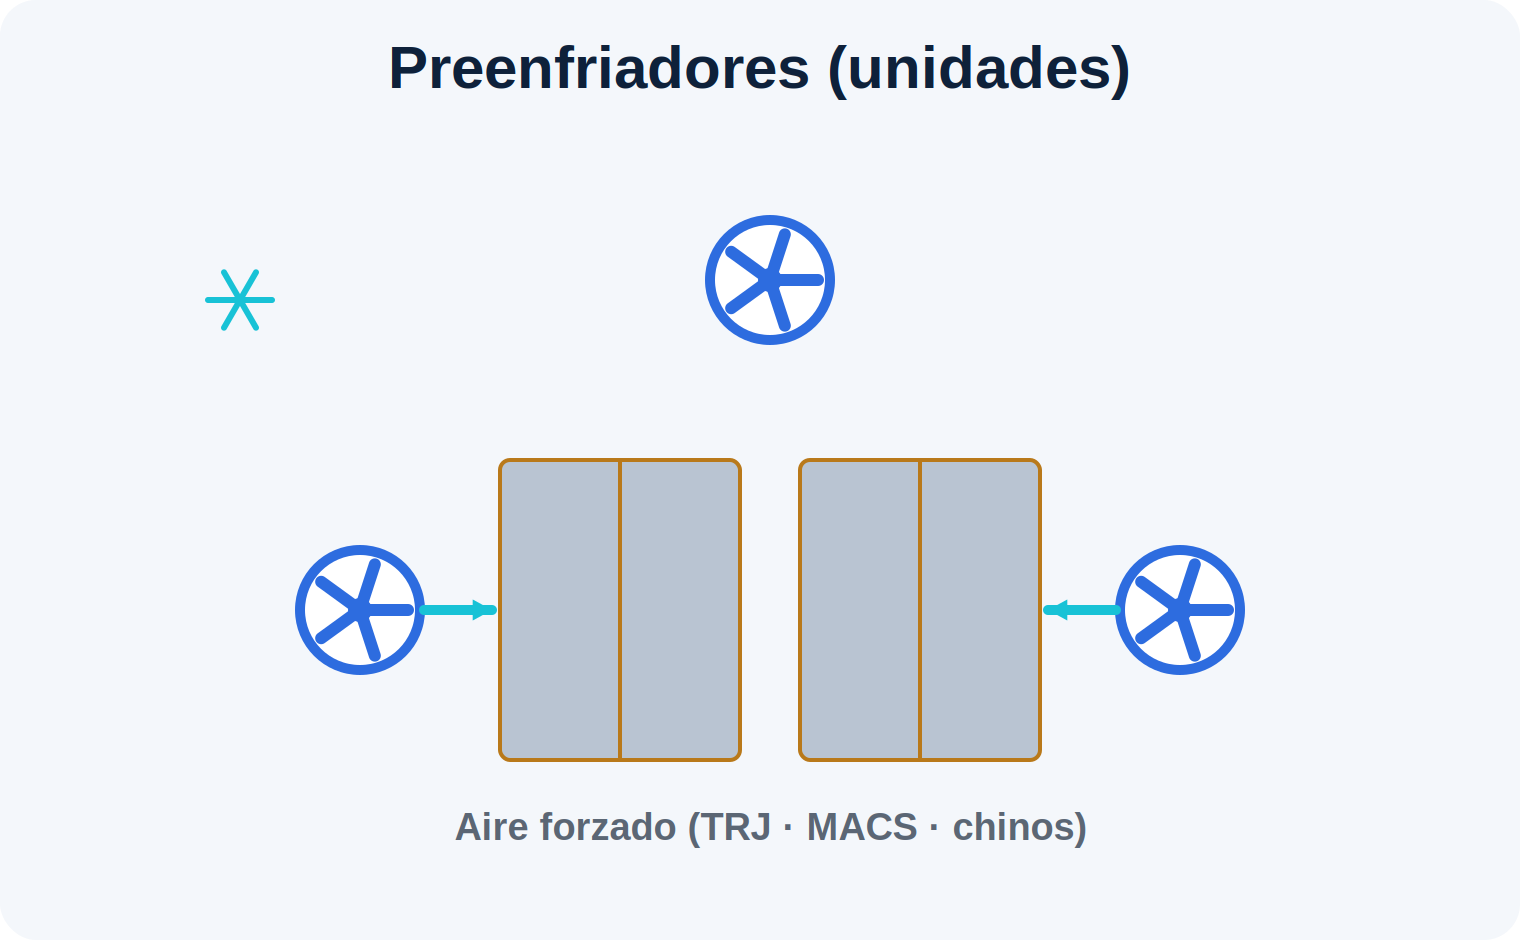 Preenfriadores (unidades)
Aire forzado (TRJ · MACS · chinos)